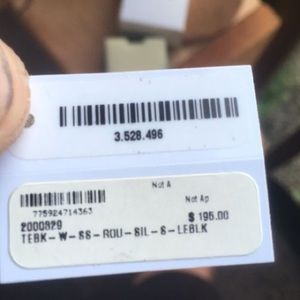 3.528.496
Not A
775924714363
Not Ap
2000829
$ 195.00
TEBK-W-SS-ROU-SIL-S-LEBLK